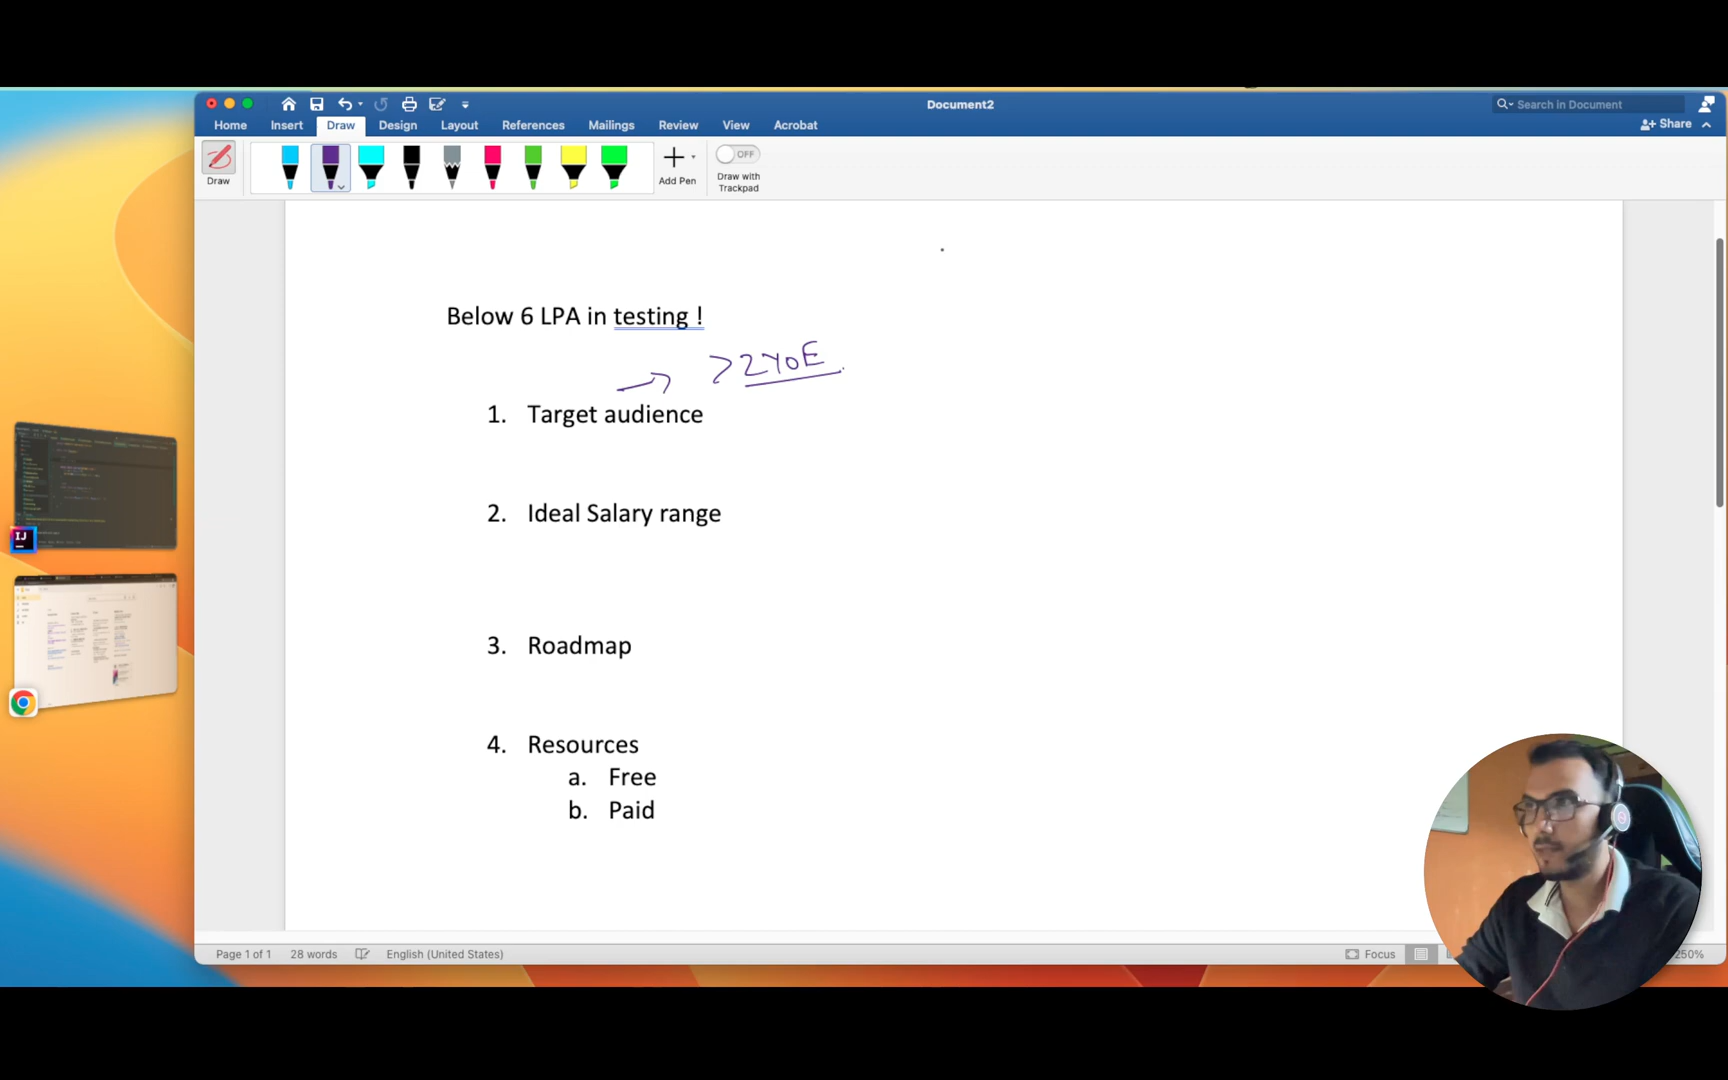 Document2
Search in Document
Home Insert Draw Design Layout References Mailings Review View Acrobat
Share
OFF
Draw
Add Pen
Draw with
Trackpad
Below 6 LPA in testing !
> 2YOE
1. Target audience
2. Ideal Salary range
3. Roadmap
4. Resources
a. Free
b. Paid
IJ
Page 1 of 1 28 words English (United States) Focus 250%